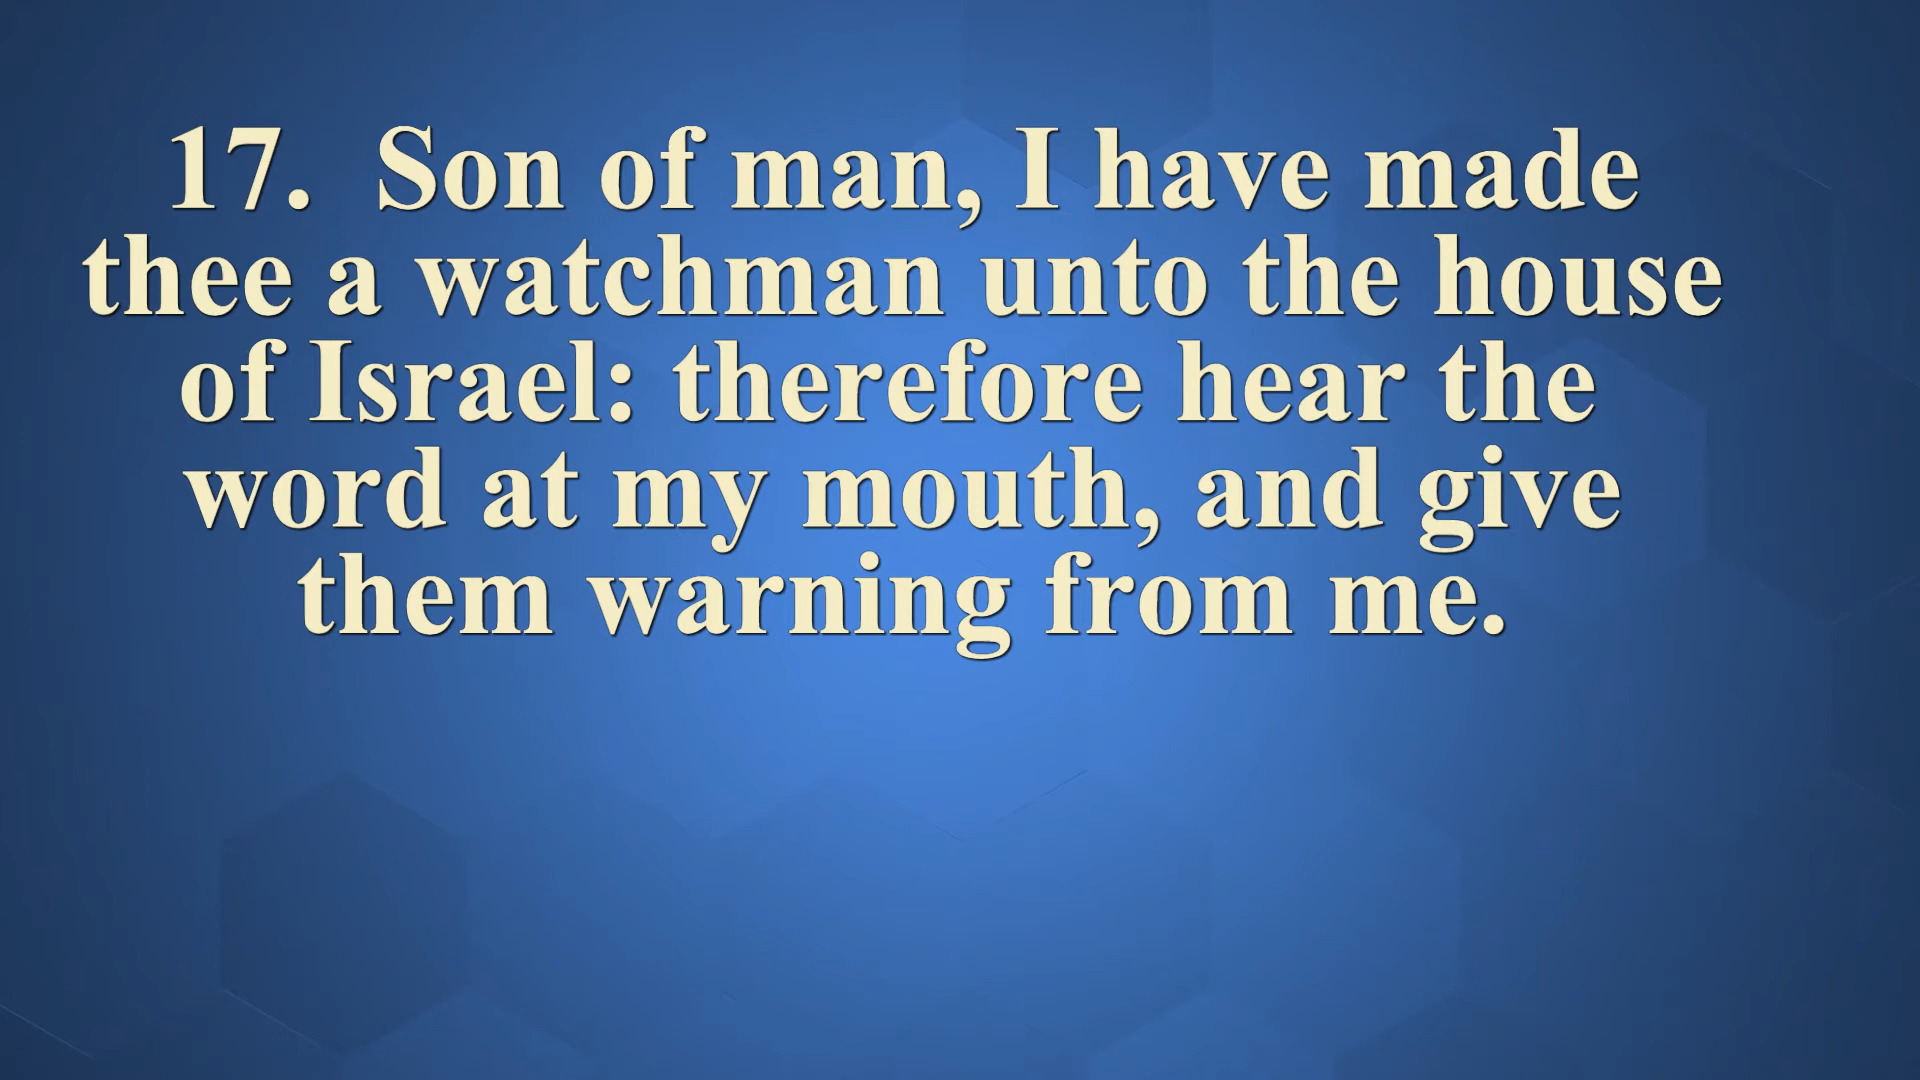 17.  Son of man, I have made
thee a watchman unto the house
of Israel: therefore hear the
word at my mouth, and give
them warning from me.